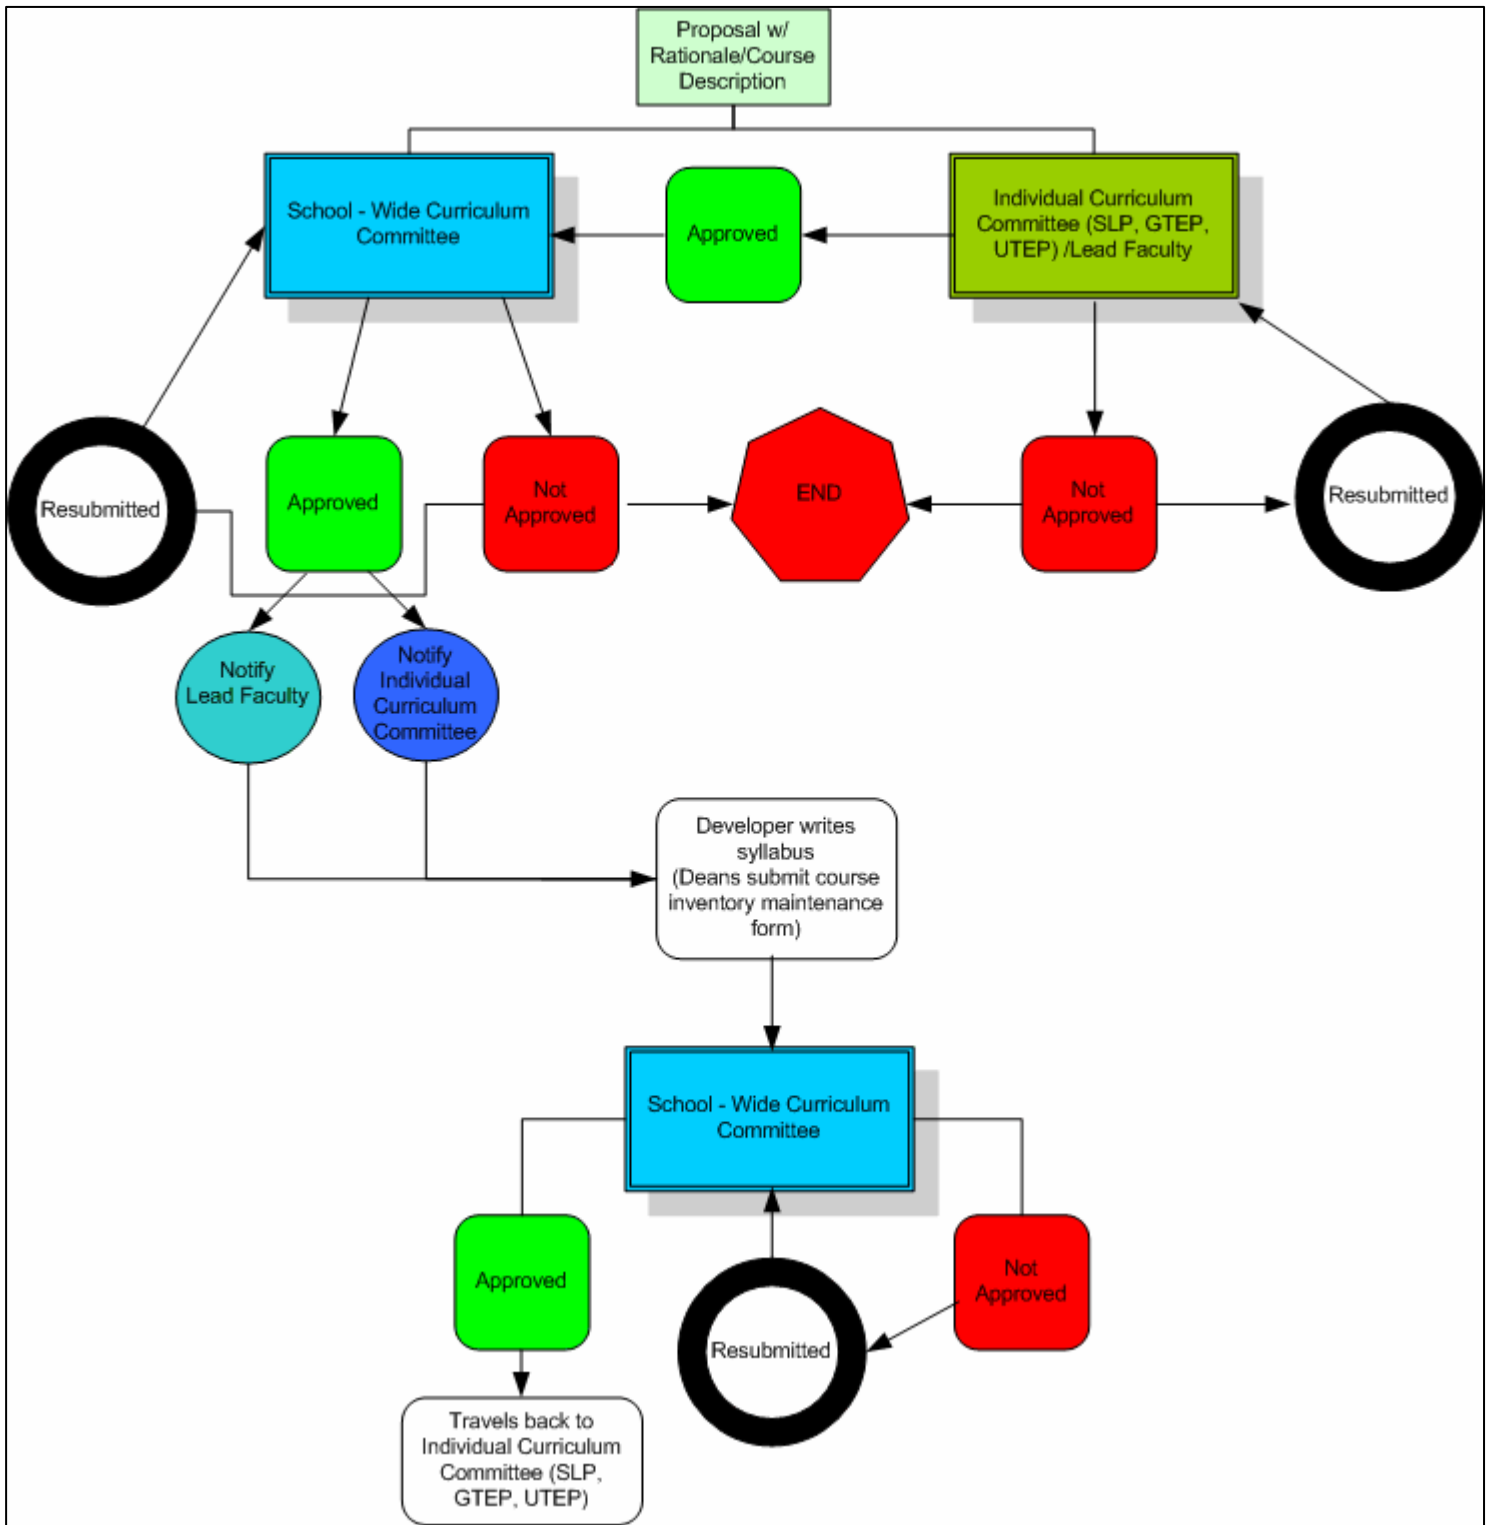 Proposal w/
Rationale/Course
Description
School - Wide Curriculum
Committee
Approved
Individual Curriculum
Committee (SLP, GTEP,
UTEP) /Lead Faculty
Resubmitted
Approved
Not
Approved
END
Not
Approved
Resubmitted
Notify
Lead Faculty
Notify
Individual
Curriculum
Committee
Developer writes
syllabus
(Deans submit course
inventory maintenance
form)
School - Wide Curriculum
Committee
Approved
Resubmitted
Not
Approved
Travels back to
Individual Curriculum
Committee (SLP,
GTEP, UTEP)